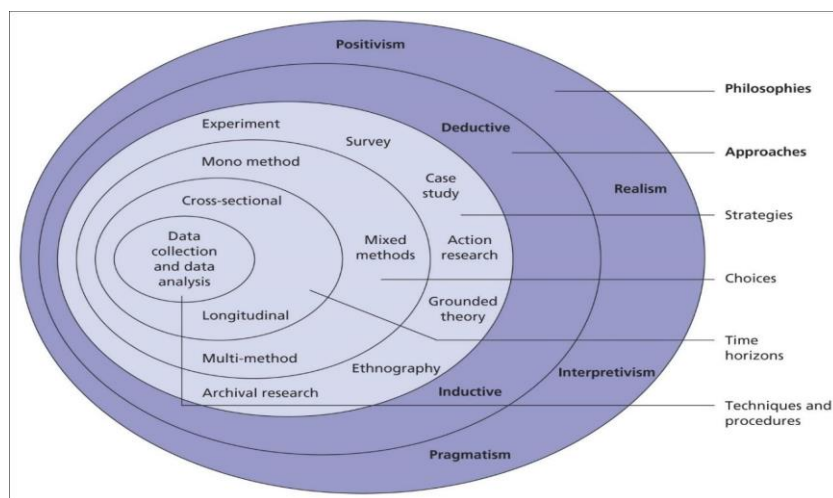 Positivism
Philosophies
Experiment
Survey
Deductive
Approaches
Mono method
Case
study
Realism
Cross-sectional
Strategies
Data
collection
and data
analysis
Mixed
methods
Action
research
Choices
Longitudinal
Grounded
theory
Time
horizons
Multi-method
Ethnography
Interpretivism
Archival research
Inductive
Techniques and
procedures
Pragmatism